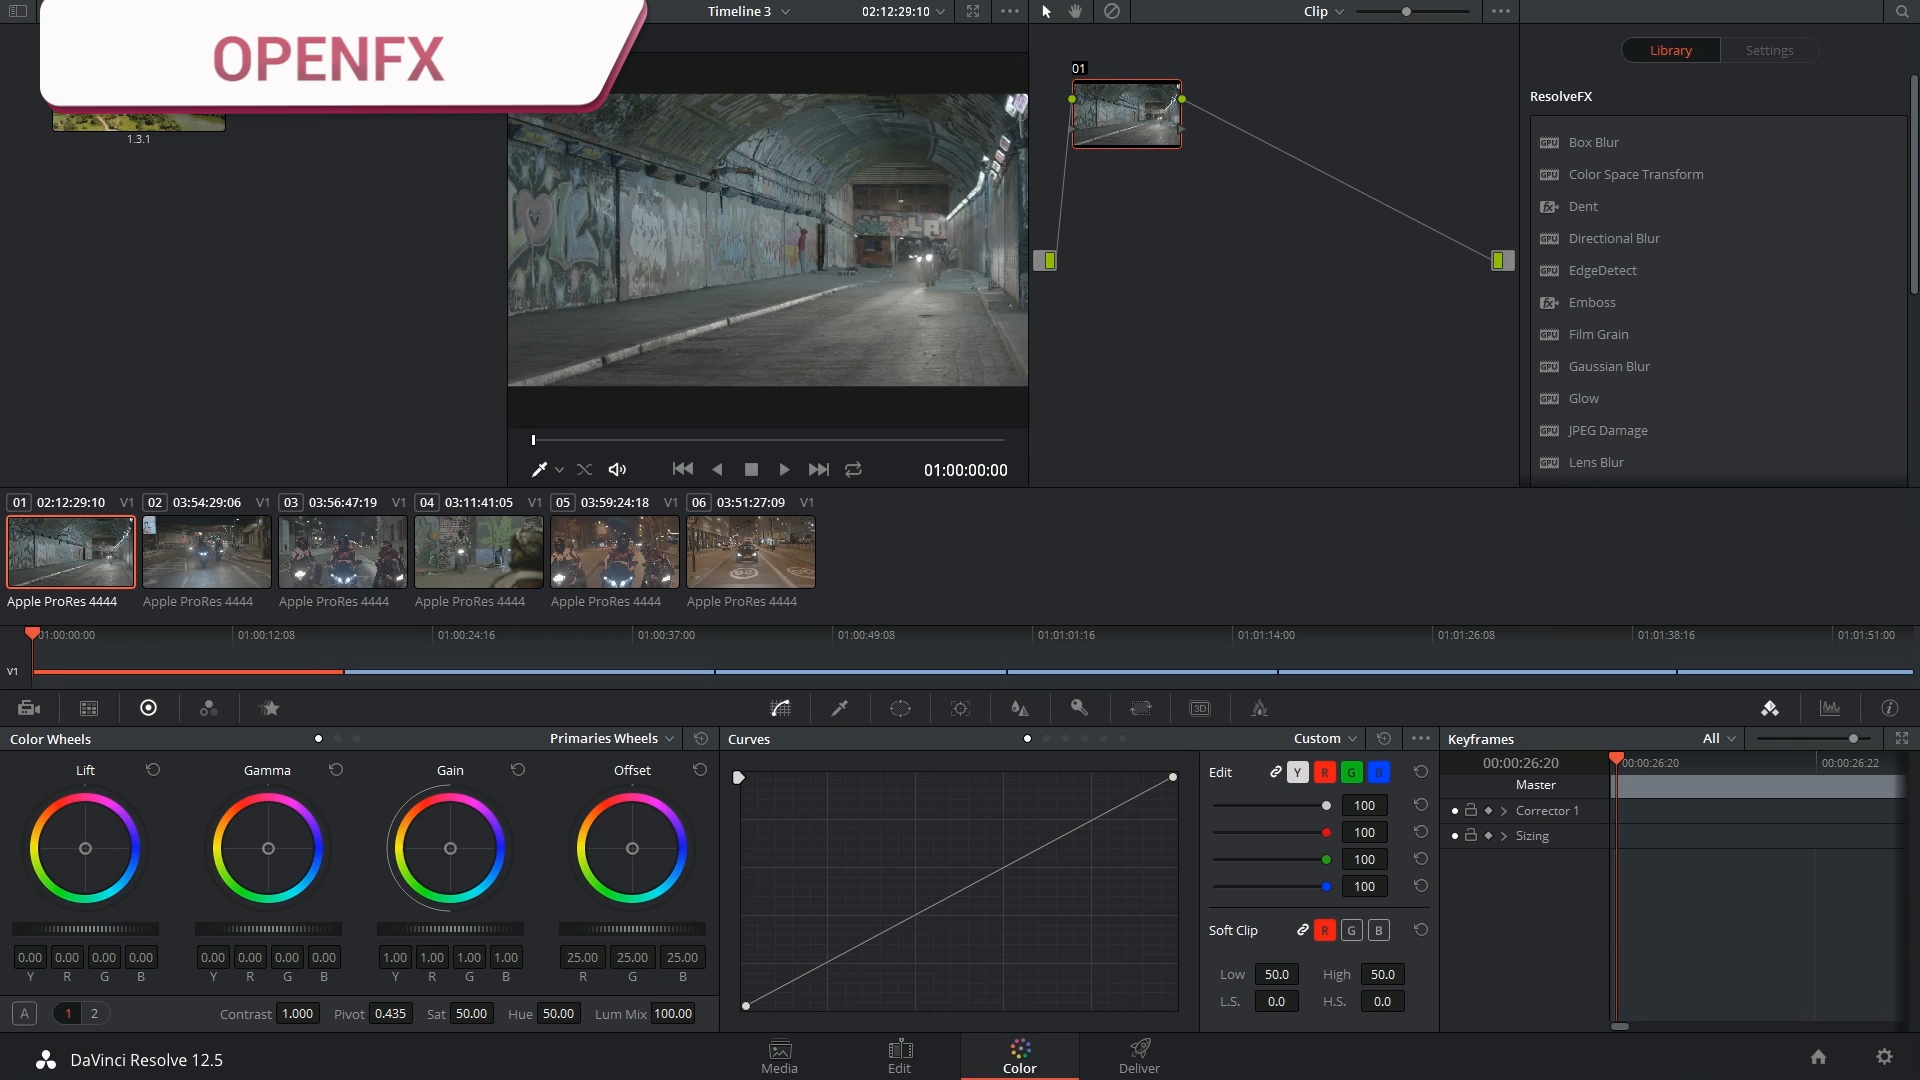 OPENFX
Timeline 3
02:12:29:10
Clip
Library
Settings
1.3.1
01
ResolveFX
GPU Box Blur
GPU Color Space Transform
fx Dent
GPU Directional Blur
GPU EdgeDetect
fx Emboss
GPU Film Grain
GPU Gaussian Blur
GPU Glow
GPU JPEG Damage
GPU Lens Blur
01:00:00:00
01 02:12:29:10 V1
02 03:54:29:06 V1
03 03:56:47:19 V1
04 03:11:41:05 V1
05 03:59:24:18 V1
06 03:51:27:09 V1
Apple ProRes 4444
Apple ProRes 4444
Apple ProRes 4444
Apple ProRes 4444
Apple ProRes 4444
Apple ProRes 4444
01:00:00:00
01:00:12:08
01:00:24:16
01:00:37:00
01:00:49:08
01:01:01:16
01:01:14:00
01:01:26:08
01:01:38:16
01:01:51:00
V1
3D
Color Wheels
Primaries Wheels
Curves
Custom
Keyframes
All
Lift
Gamma
Gain
Offset
0.00 0.00 0.00 0.00
Y R G B
0.00 0.00 0.00 0.00
Y R G B
1.00 1.00 1.00 1.00
Y R G B
25.00 25.00 25.00
R G B
A 1 2
Contrast 1.000 Pivot 0.435 Sat 50.00 Hue 50.00 Lum Mix 100.00
Edit Y R G B
100
100
100
100
Soft Clip R G B
Low 50.0 High 50.0
L.S. 0.0 H.S. 0.0
00:00:26:20
00:00:26:20
00:00:26:22
Master
Corrector 1
Sizing
DaVinci Resolve 12.5
Media
Edit
Color
Deliver